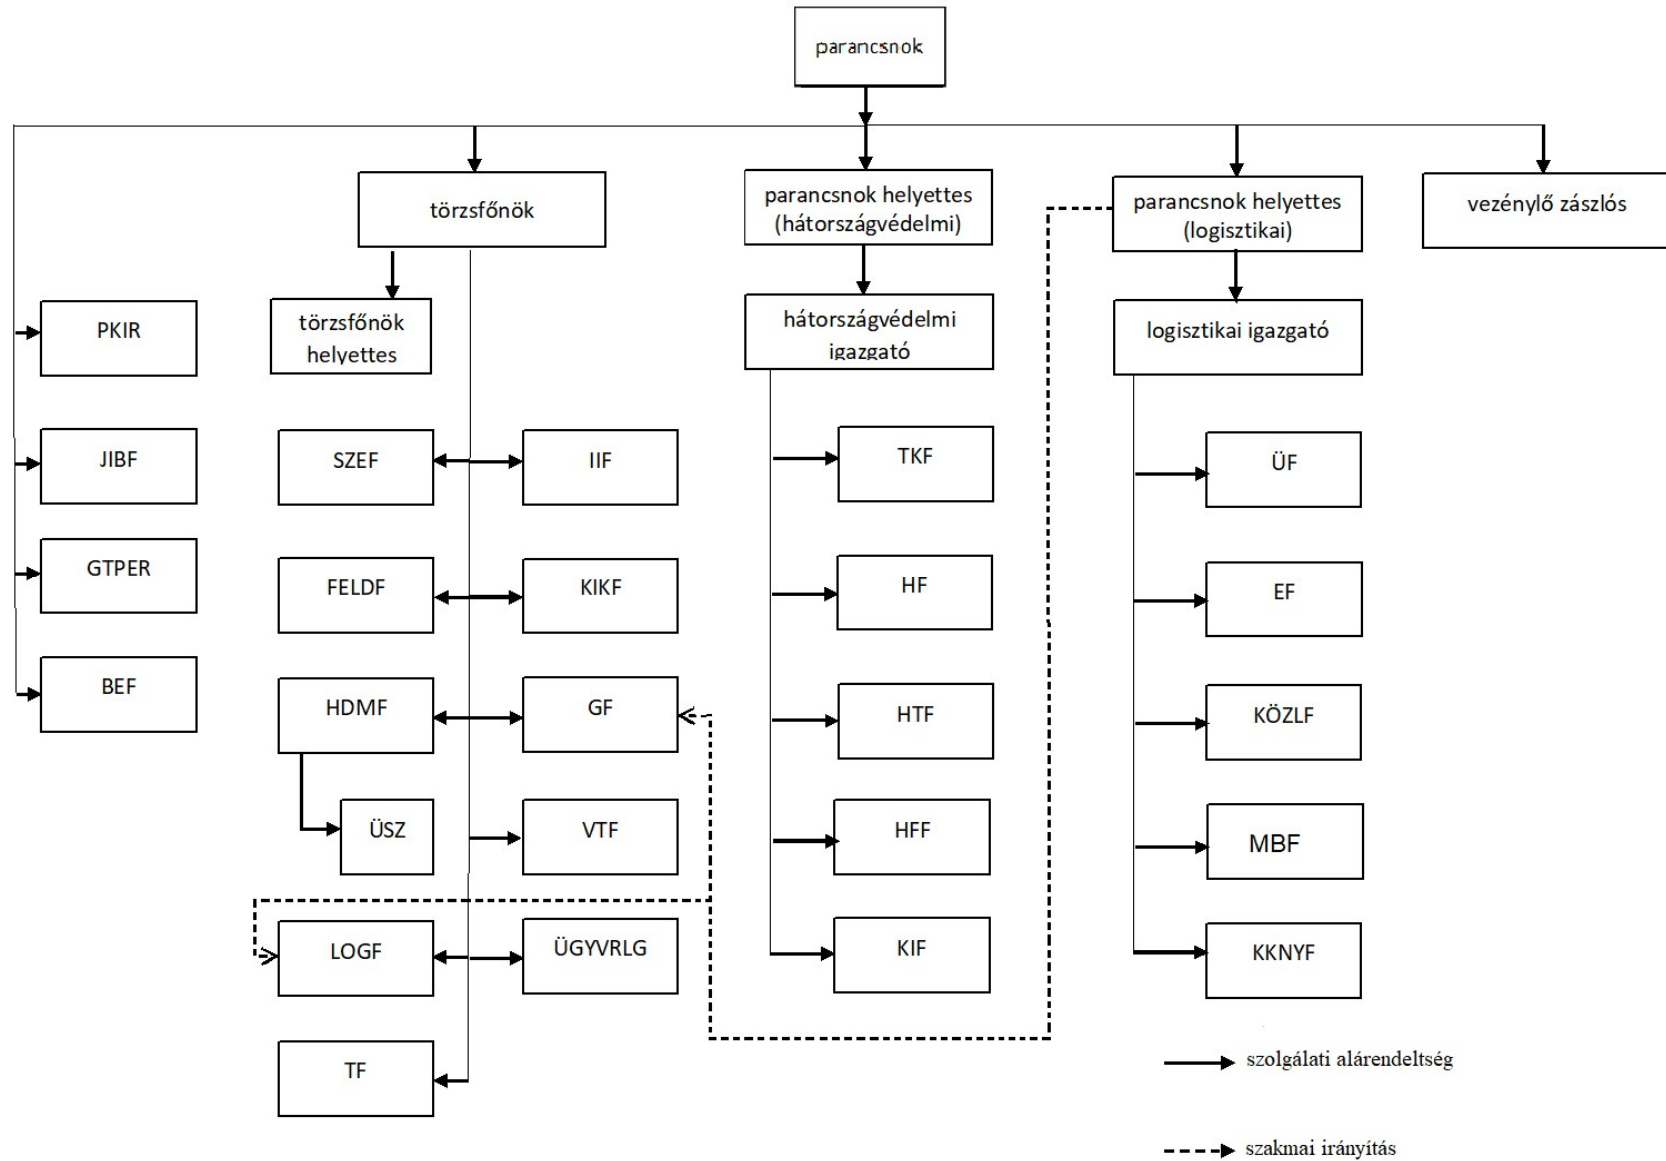 parancsnok
törzsfőnök
parancsnok helyettes
(hátországvédelmi)
parancsnok helyettes
(logisztikai)
vezénylő zászlós
PKIR
törzsfőnök
helyettes
hátországvédelmi
igazgató
logisztikai igazgató
JIBF
SZEF
IIF
TKF
ÜF
GTPER
FELDF
KIKF
HF
EF
BEF
HDMF
GF
HTF
KÖZLF
ÜSZ
VTF
HFF
MBF
LOGF
ÜGYVRLG
KIF
KKNYF
TF
szolgálati alárendeltség
szakmai irányítás